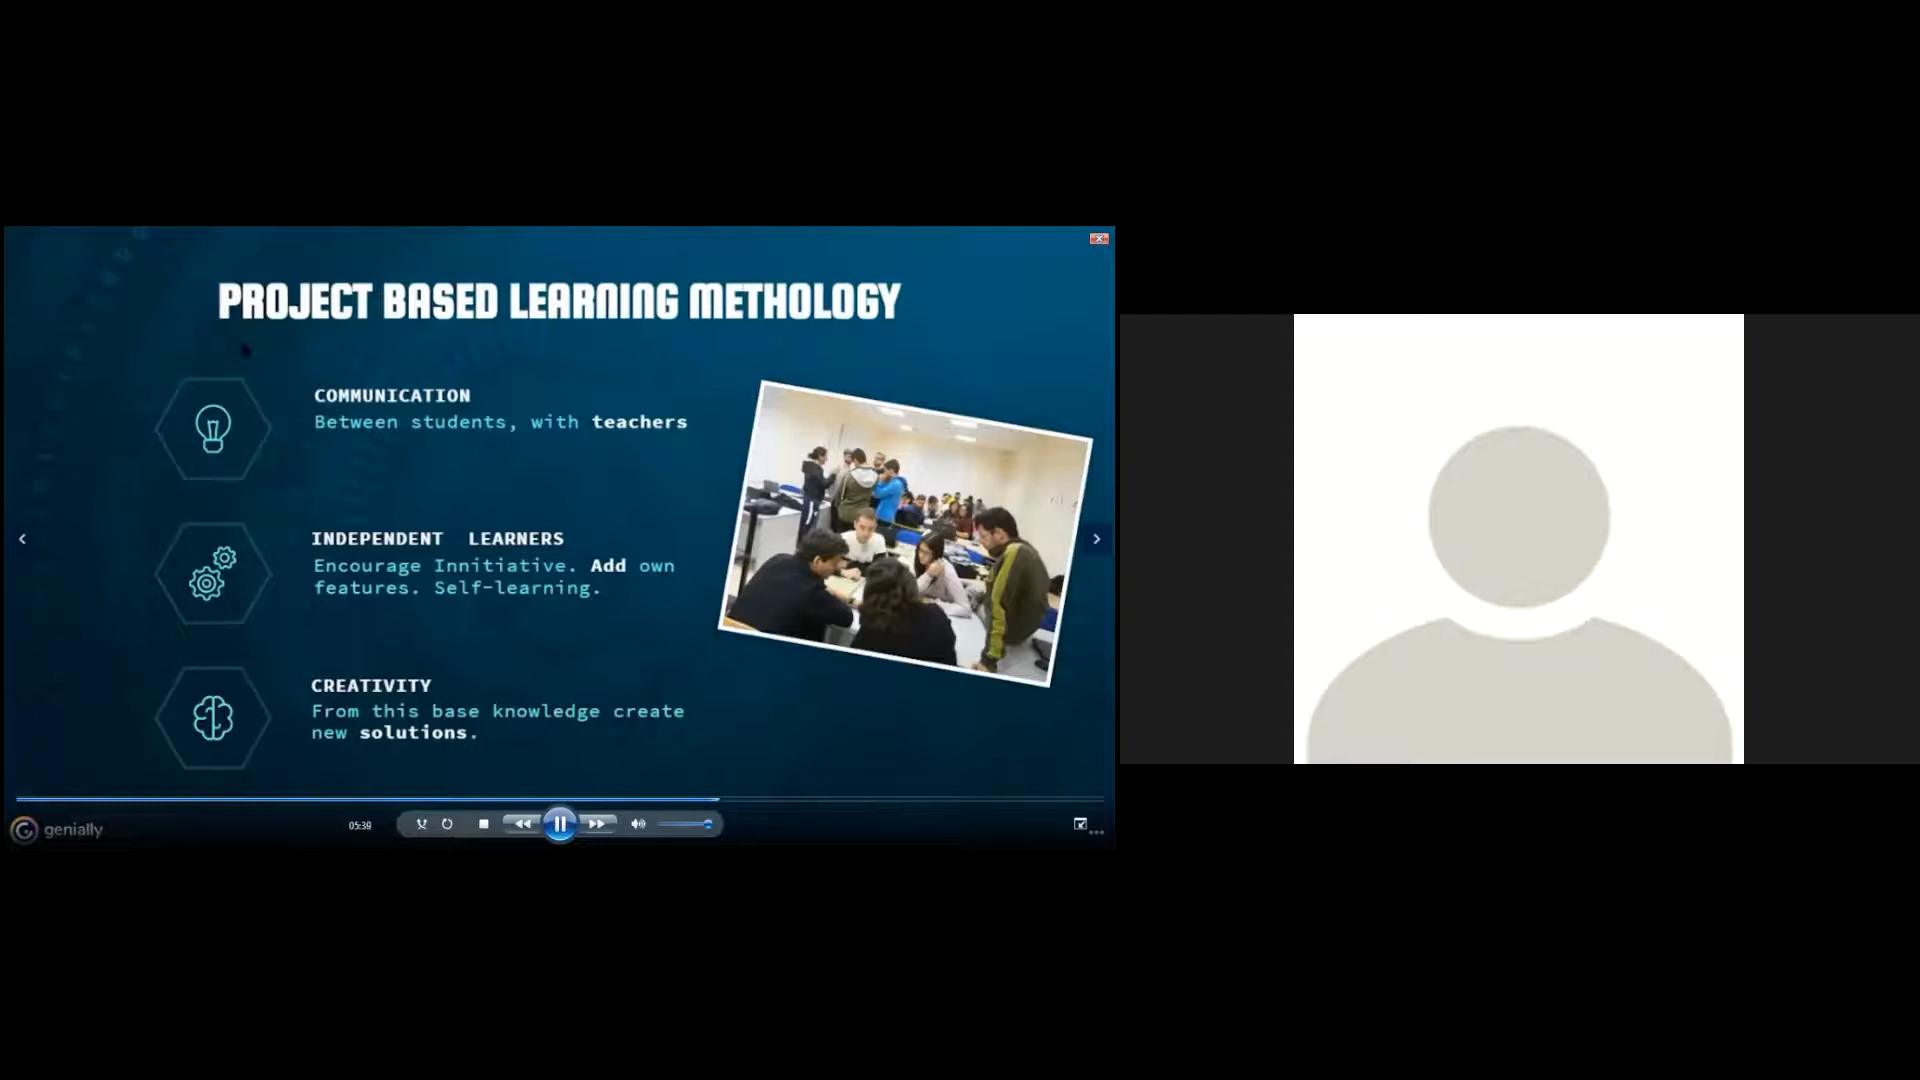 PROJECT BASED LEARNING METHOLOGY
COMMUNICATION
Between students, with teachers
INDEPENDENT LEARNERS
Encourage Innitiative. Add own
features. Self-learning.
CREATIVITY
From this base knowledge create
new solutions.
genially
05:39